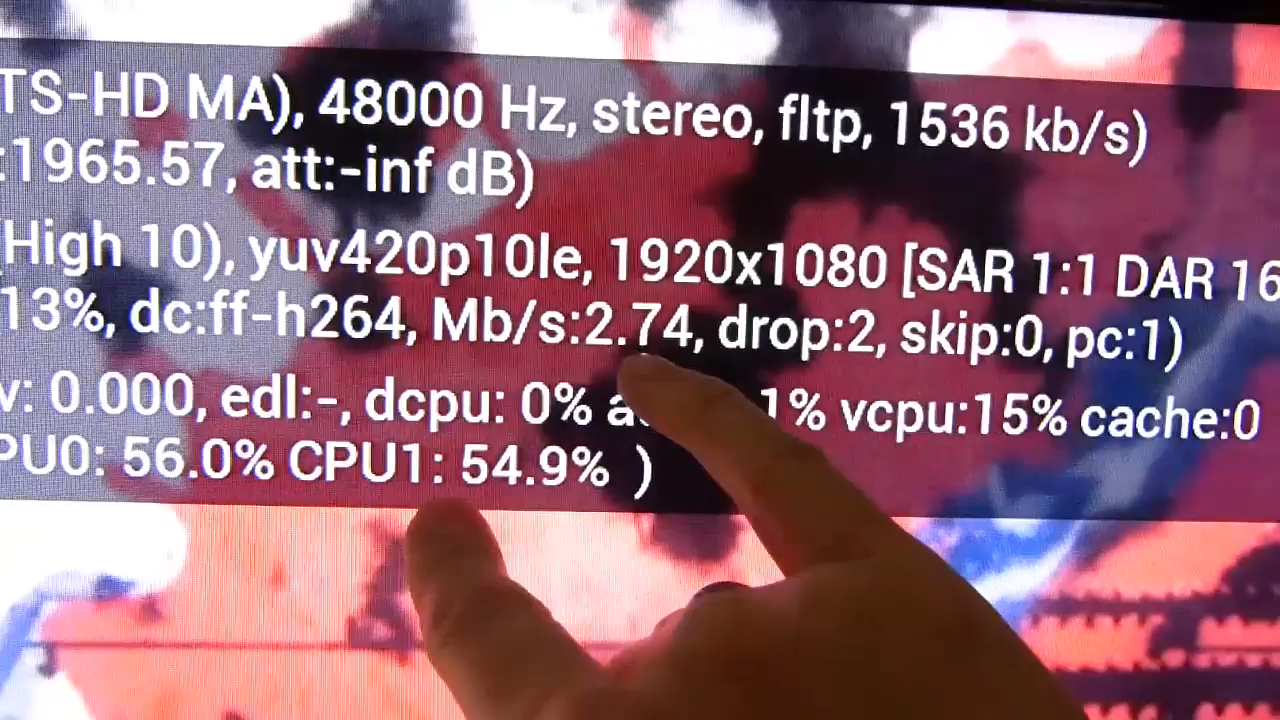 TS-HD MA), 48000 Hz, stereo, fltp, 1536 kb/s)
:1965.57, att:-inf dB)
(High 10), yuv420p10le, 1920x1080 [SAR 1:1 DAR 16
13%, dc:ff-h264, Mb/s:2.74, drop:2, skip:0, pc:1)
v: 0.000, edl:-, dcpu: 0% 1% vcpu:15% cache:0
PU0: 56.0% CPU1: 54.9% )